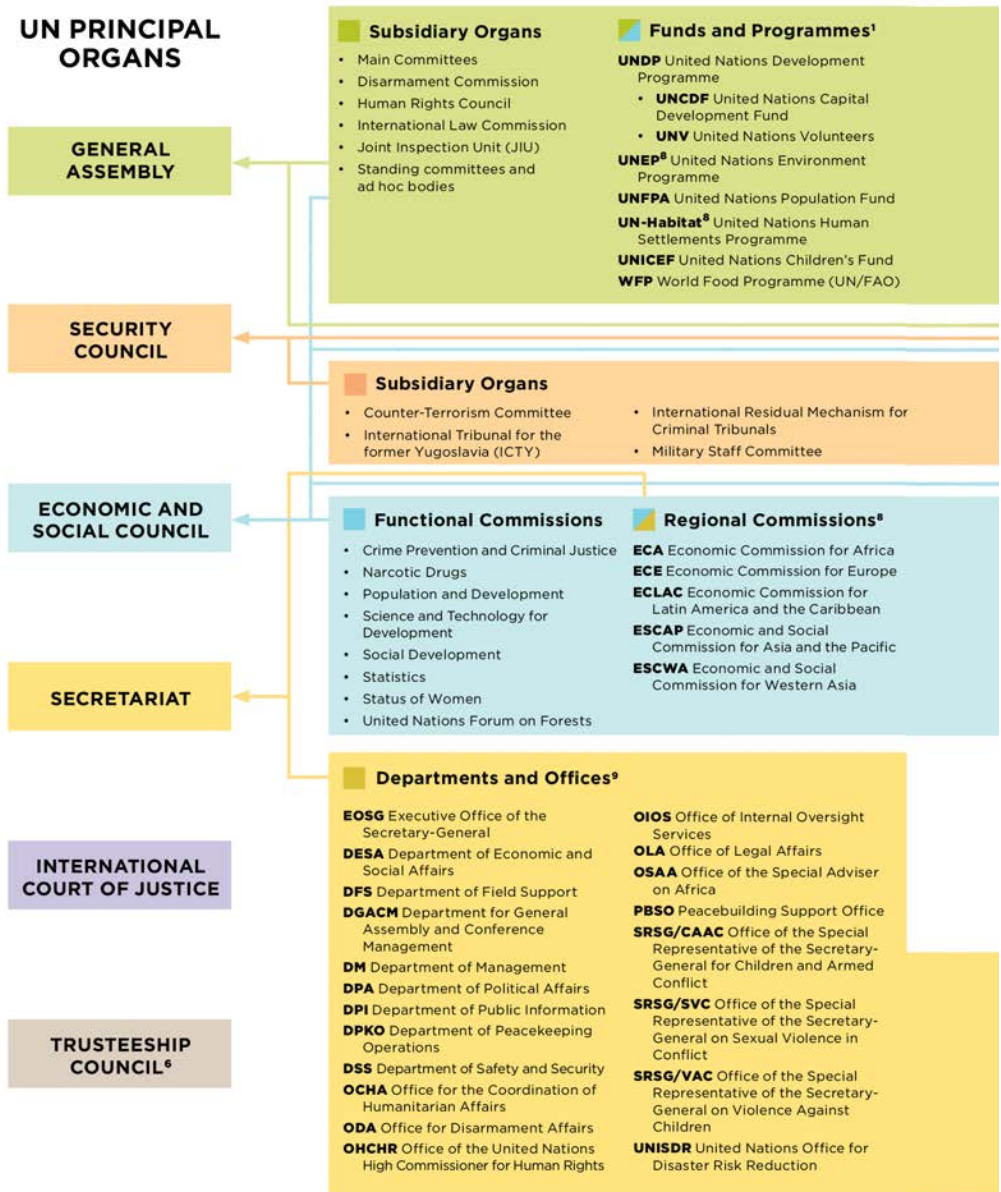 UN PRINCIPAL
ORGANS
GENERAL
ASSEMBLY
Subsidiary Organs
• Main Committees
• Disarmament Commission
• Human Rights Council
• International Law Commission
• Joint Inspection Unit (JIU)
• Standing committees and
ad hoc bodies
Funds and Programmes¹
UNDP United Nations Development
Programme
• UNCDF United Nations Capital
Development Fund
• UNV United Nations Volunteers
UNEP⁸ United Nations Environment
Programme
UNFPA United Nations Population Fund
UN-Habitat⁸ United Nations Human
Settlements Programme
UNICEF United Nations Children's Fund
WFP World Food Programme (UN/FAO)
SECURITY
COUNCIL
Subsidiary Organs
• Counter-Terrorism Committee
• International Tribunal for the
former Yugoslavia (ICTY)
• International Residual Mechanism for
Criminal Tribunals
• Military Staff Committee
ECONOMIC AND
SOCIAL COUNCIL
Functional Commissions
• Crime Prevention and Criminal Justice
• Narcotic Drugs
• Population and Development
• Science and Technology for
Development
• Social Development
• Statistics
• Status of Women
• United Nations Forum on Forests
Regional Commissions⁸
ECA Economic Commission for Africa
ECE Economic Commission for Europe
ECLAC Economic Commission for
Latin America and the Caribbean
ESCAP Economic and Social
Commission for Asia and the Pacific
ESCWA Economic and Social
Commission for Western Asia
SECRETARIAT
Departments and Offices⁹
EOSG Executive Office of the
Secretary-General
DESA Department of Economic and
Social Affairs
DFS Department of Field Support
DGACM Department for General
Assembly and Conference
Management
DM Department of Management
DPA Department of Political Affairs
DPI Department of Public Information
DPKO Department of Peacekeeping
Operations
DSS Department of Safety and Security
OCHA Office for the Coordination of
Humanitarian Affairs
ODA Office for Disarmament Affairs
OHCHR Office of the United Nations
High Commissioner for Human Rights
OIOS Office of Internal Oversight
Services
OLA Office of Legal Affairs
OSAA Office of the Special Adviser
on Africa
PBSO Peacebuilding Support Office
SRSG/CAAC Office of the Special
Representative of the Secretary-
General for Children and Armed
Conflict
SRSG/SVC Office of the Special
Representative of the Secretary-
General on Sexual Violence in
Conflict
SRSG/VAC Office of the Special
Representative of the Secretary-
General on Violence Against
Children
UNISDR United Nations Office for
Disaster Risk Reduction
INTERNATIONAL
COURT OF JUSTICE
TRUSTEESHIP
COUNCIL⁶